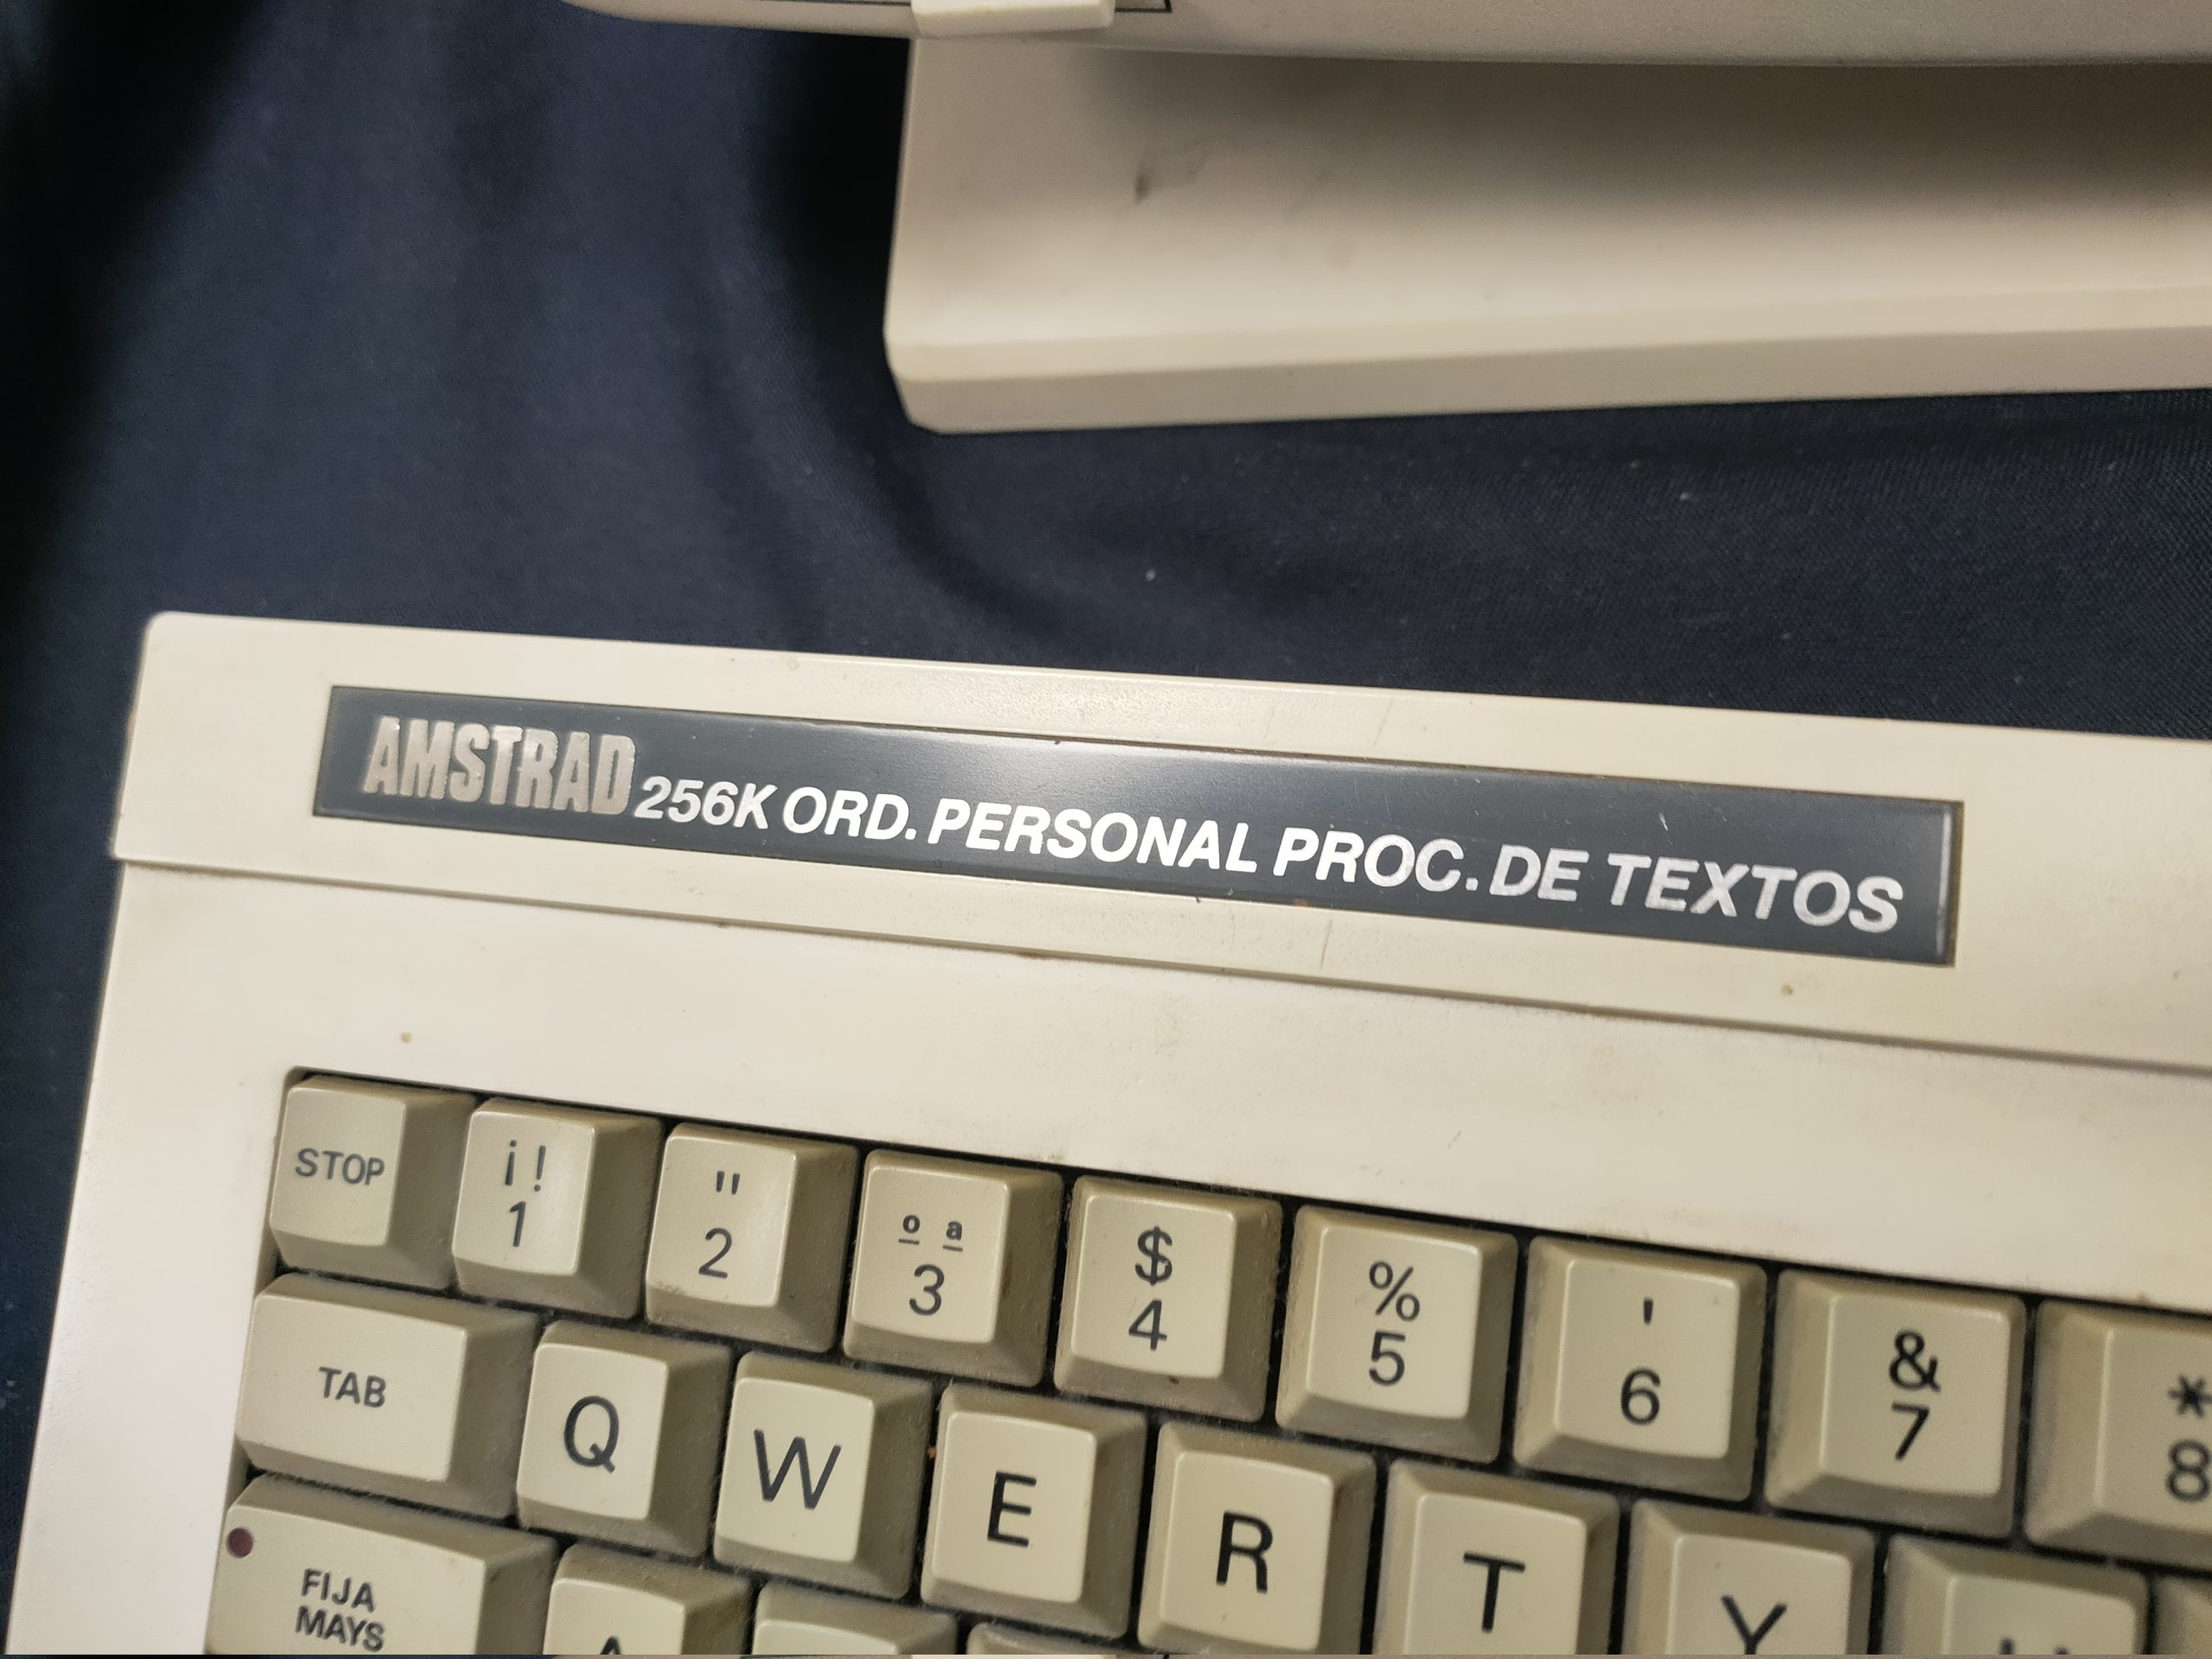 AMSTRAD 256K ORD. PERSONAL PROC. DE TEXTOS
STOP ¡! 1 " 2 º ª 3 $ 4 % 5 ' 6 & 7 * 8
TAB Q W E R T Y
FIJA
MAYS